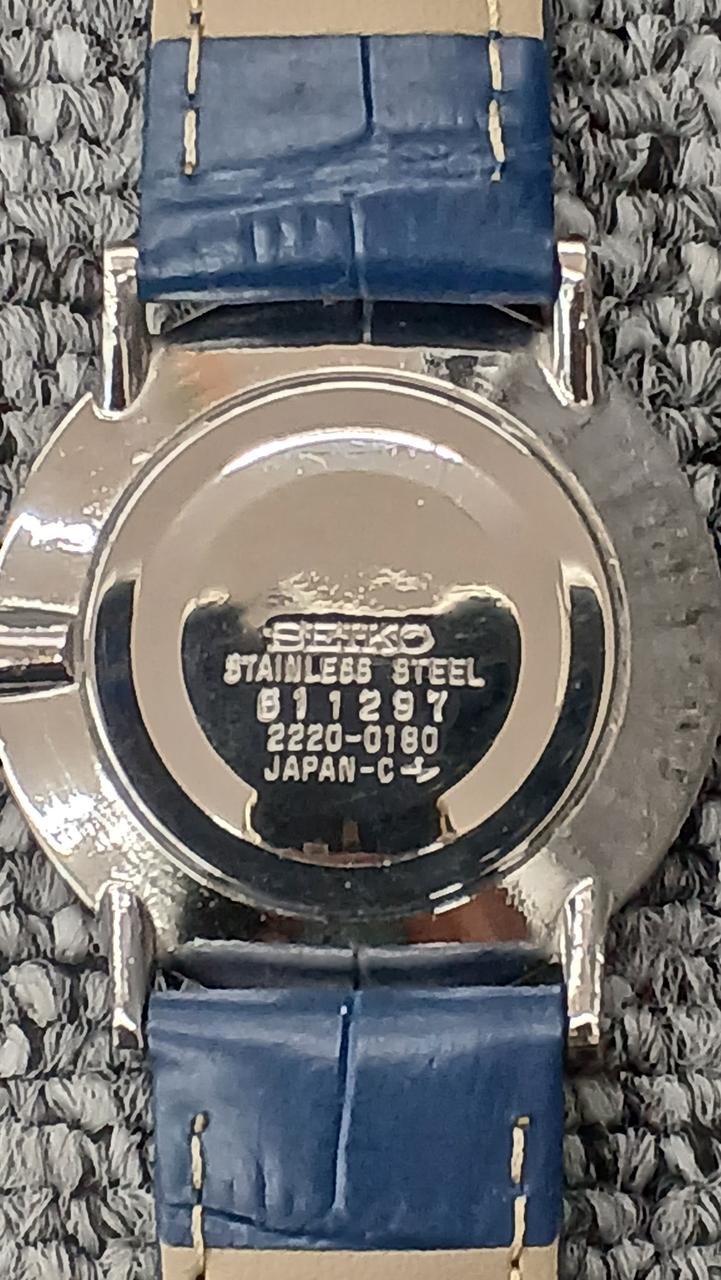 SEIKO
STAINLESS STEEL
611297
2220-0180
JAPAN-C